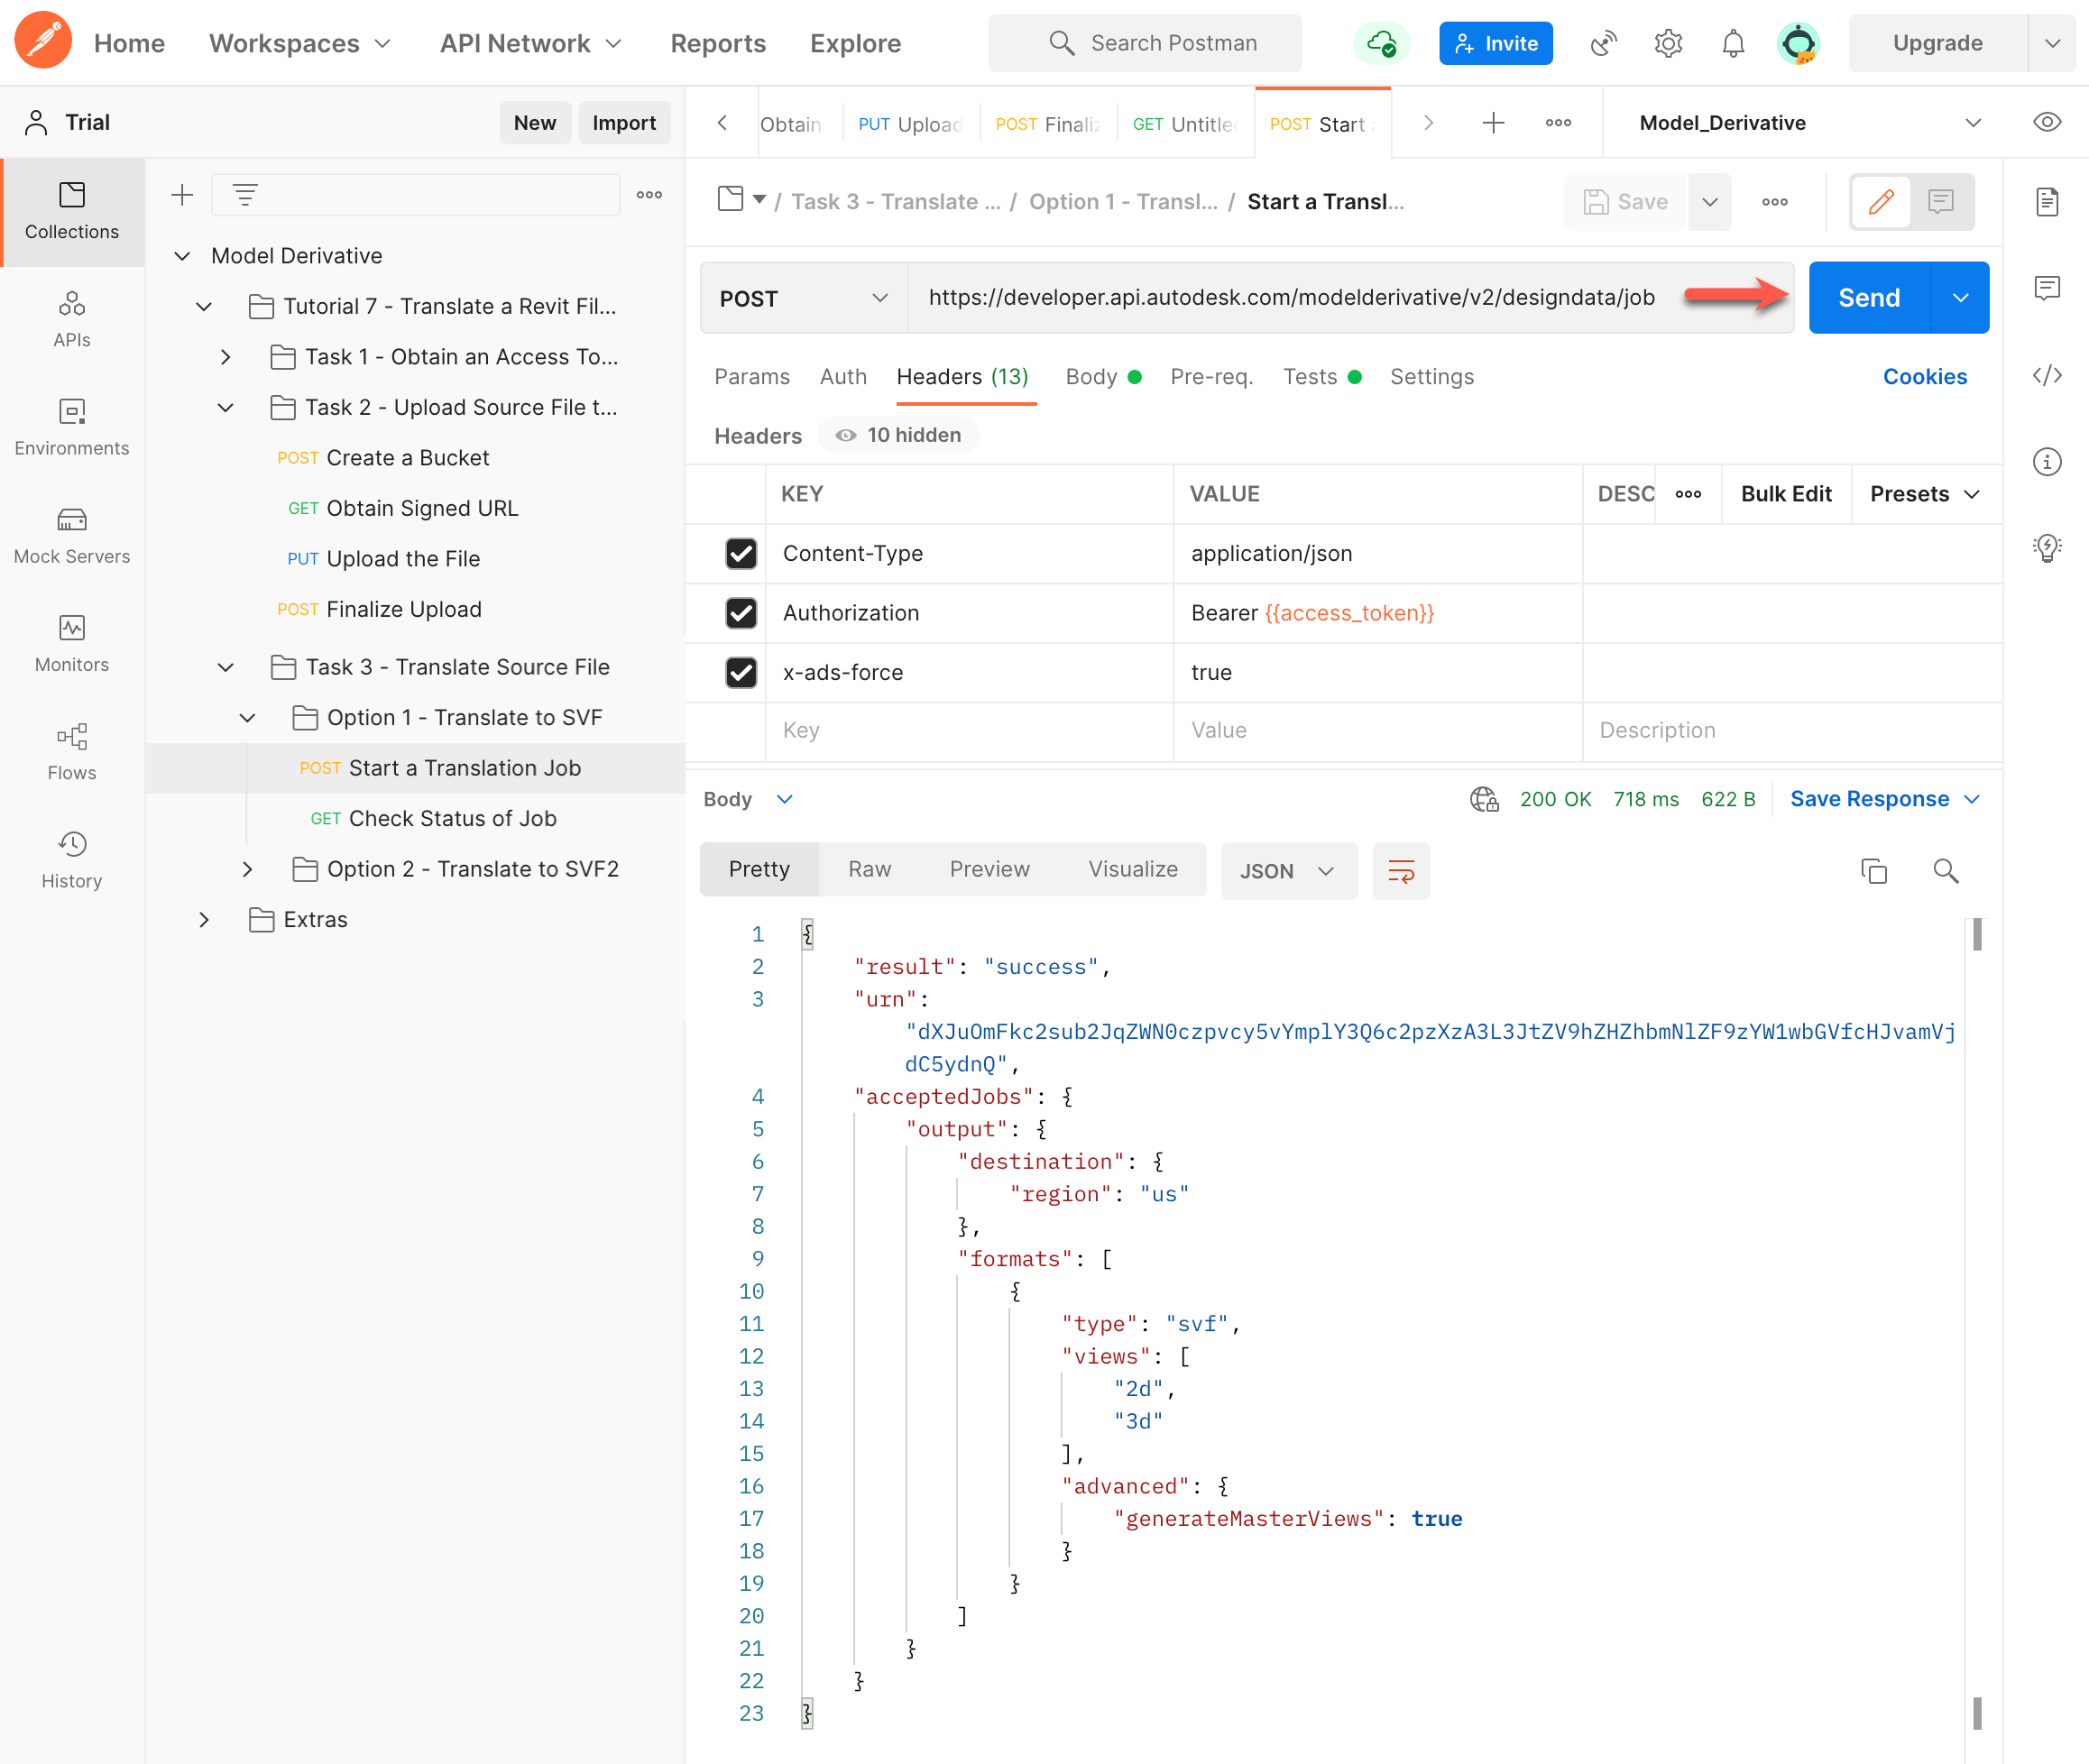 Home Workspaces API Network Reports Explore Search Postman Invite Upgrade
Trial New Import
Obtain PUT Upload POST Finaliz GET Untitle POST Start Model_Derivative
Collections
APIs
Environments
Mock Servers
Monitors
Flows
History
Model Derivative
Tutorial 7 - Translate a Revit Fil...
Task 1 - Obtain an Access To...
Task 2 - Upload Source File t...
POST Create a Bucket
GET Obtain Signed URL
PUT Upload the File
POST Finalize Upload
Task 3 - Translate Source File
Option 1 - Translate to SVF
POST Start a Translation Job
GET Check Status of Job
Option 2 - Translate to SVF2
Extras
/ Task 3 - Translate ... / Option 1 - Transl... / Start a Transl... Save
POST https://developer.api.autodesk.com/modelderivative/v2/designdata/job Send
Params Auth Headers (13) Body Pre-req. Tests Settings Cookies
Headers 10 hidden
KEY VALUE DESC Bulk Edit Presets
Content-Type application/json
Authorization Bearer {{access_token}}
x-ads-force true
Key Value Description
Body 200 OK 718 ms 622 B Save Response
Pretty Raw Preview Visualize JSON
1 {
2 "result": "success",
3 "urn":
"dXJuOmFkc2sub2JqZWN0czpvcy5vYmplY3Q6c2pzXzA3L3JtZV9hZHZhbmNlZF9zYW1wbGVfcHJvamVj
dC5ydnQ",
4 "acceptedJobs": {
5 "output": {
6 "destination": {
7 "region": "us"
8 },
9 "formats": [
10 {
11 "type": "svf",
12 "views": [
13 "2d",
14 "3d"
15 ],
16 "advanced": {
17 "generateMasterViews": true
18 }
19 }
20 ]
21 }
22 }
23 }